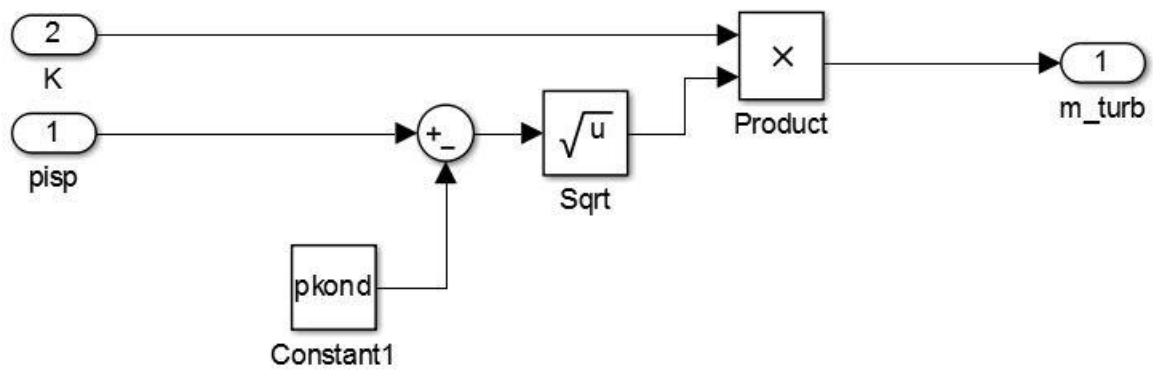 2
K
1
pisp
+
−
√u
Sqrt
pkond
Constant1
×
Product
1
m_turb